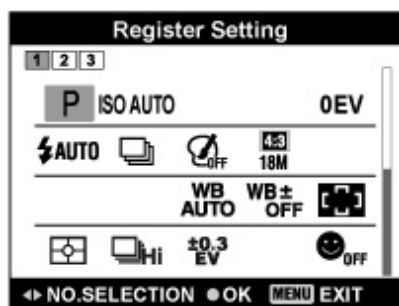 Register Setting
1 2 3
P ISO AUTO 0EV
AUTO OFF 4:3 18M
WB AUTO WB± OFF
Hi ±0.3 EV OFF
NO.SELECTION OK MENU EXIT